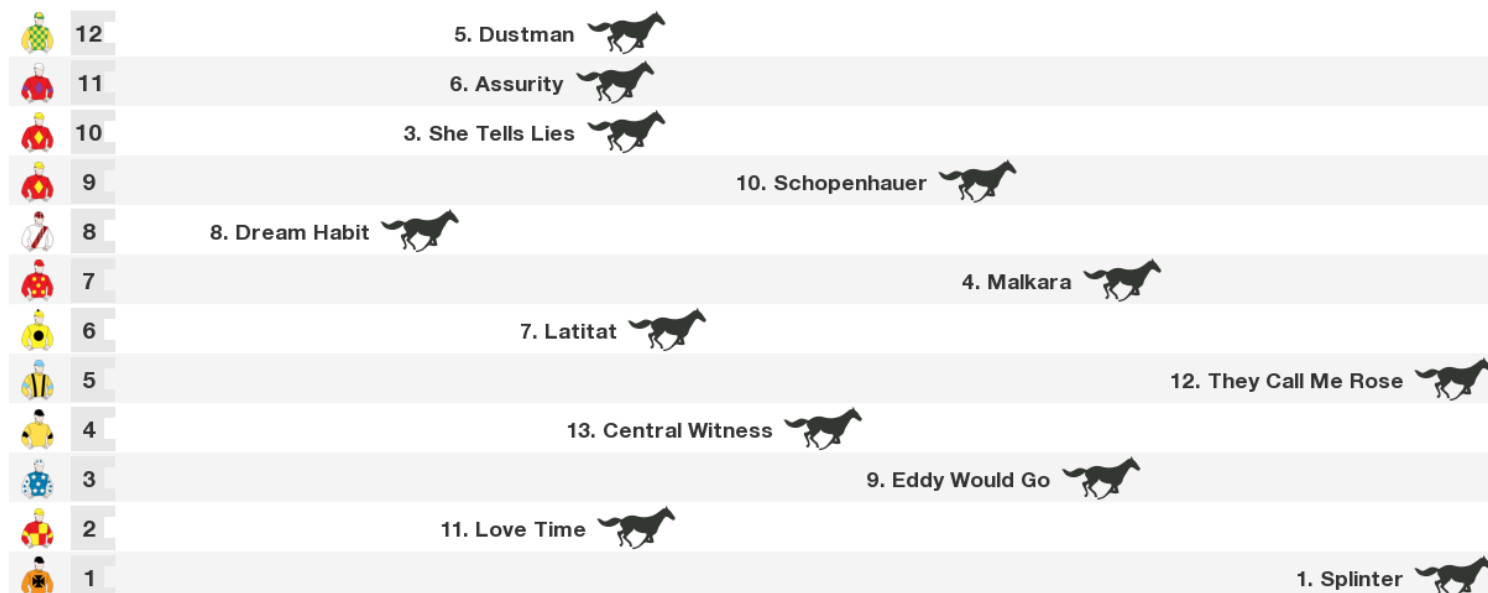 12 5. Dustman
11 6. Assurity
10 3. She Tells Lies
9 10. Schopenhauer
8 8. Dream Habit
7 4. Malkara
6 7. Latitat
5 12. They Call Me Rose
4 13. Central Witness
3 9. Eddy Would Go
2 11. Love Time
1 1. Splinter